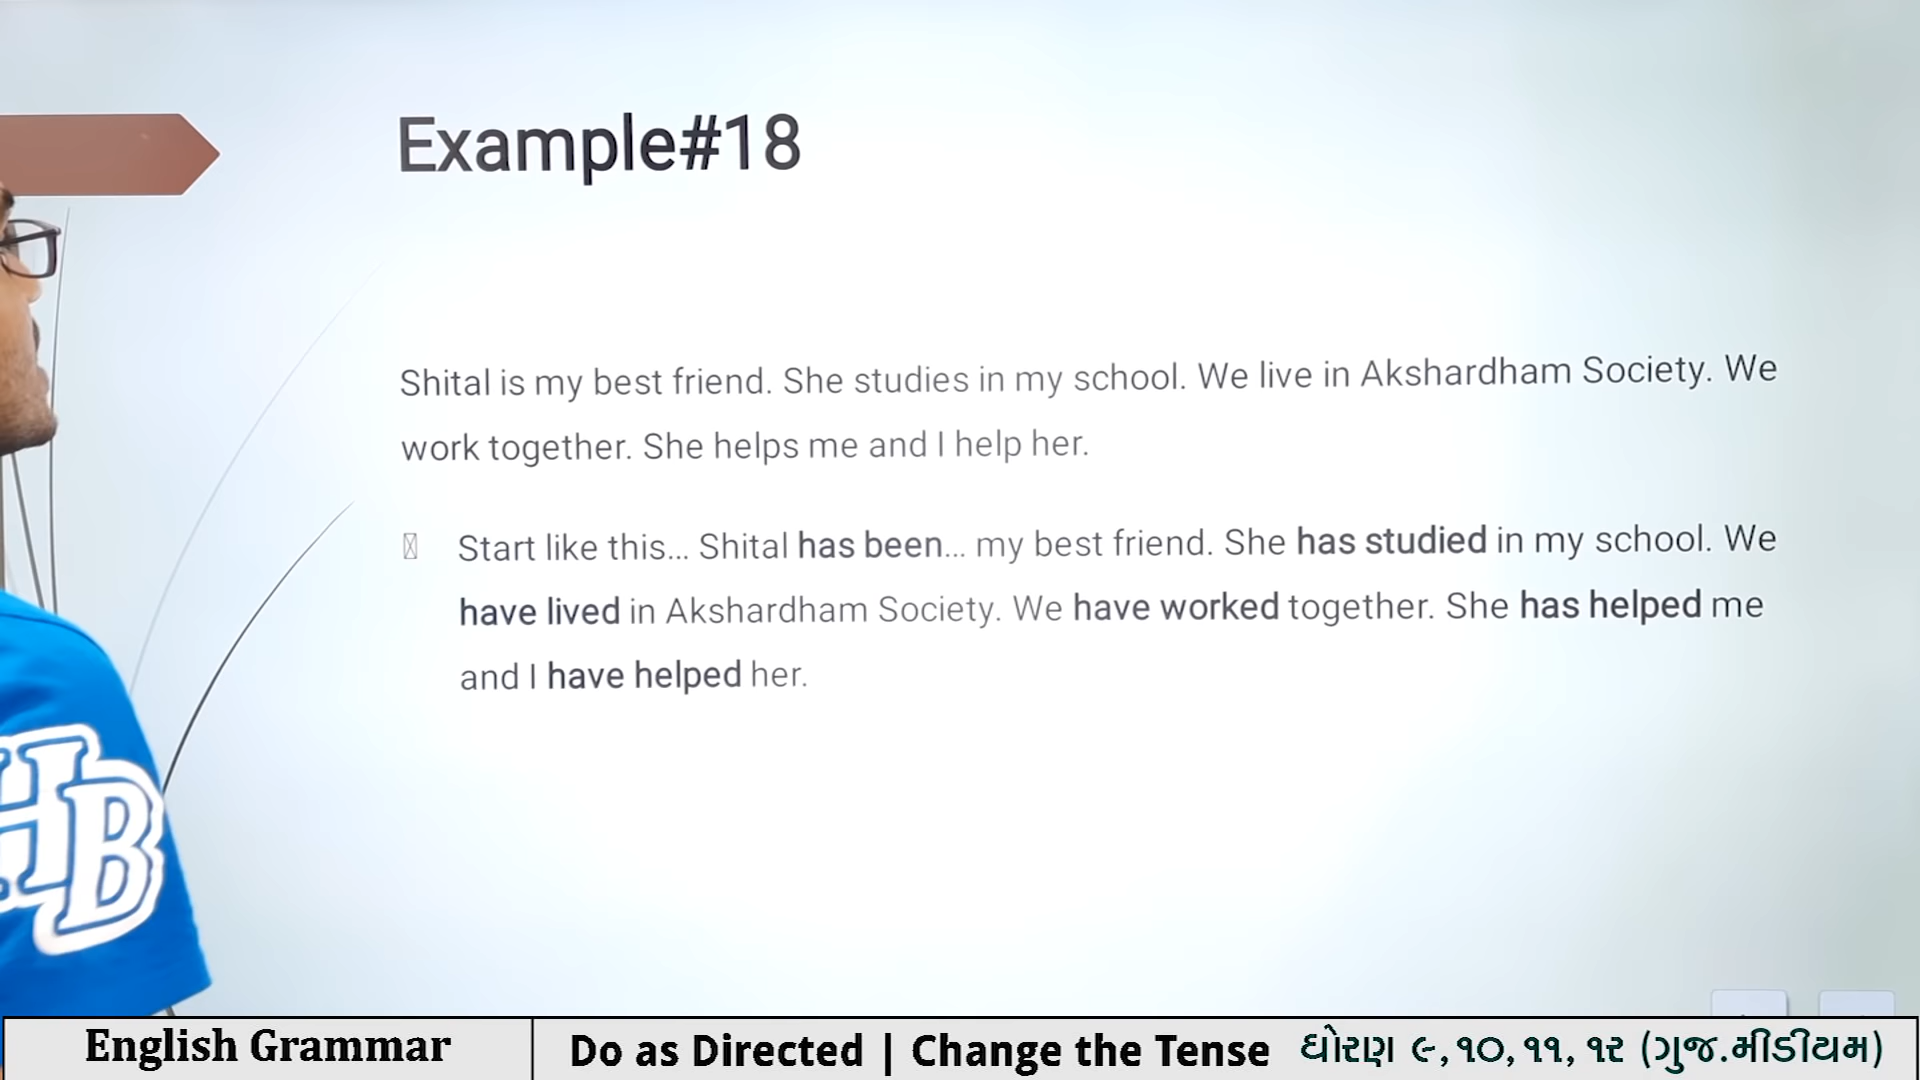 Example#18
Shital is my best friend. She studies in my school. We live in Akshardham Society. We
work together. She helps me and I help her.
Start like this... Shital has been... my best friend. She has studied in my school. We
have lived in Akshardham Society. We have worked together. She has helped me
and I have helped her.
HB
English Grammar
Do as Directed | Change the Tense ધોરણ ૯, ૧૦, ૧૧, ૧૨ (ગુજ.મીડીયમ)